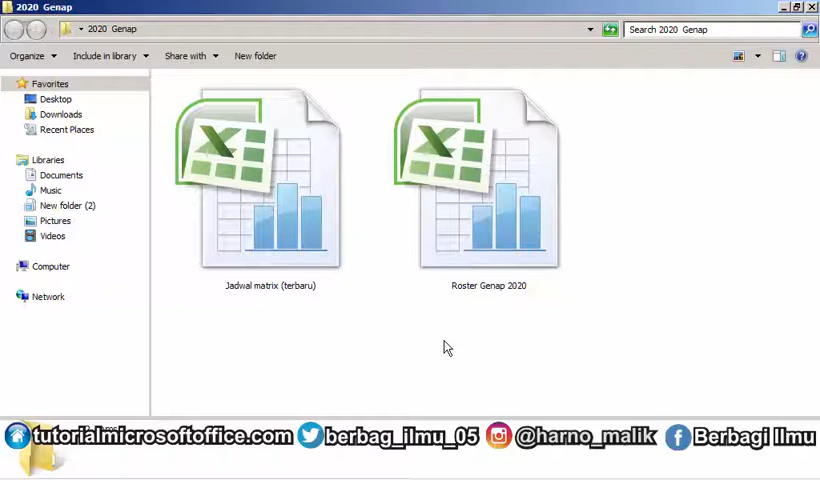 2020 Genap
2020 Genap
Search 2020 Genap
Organize Include in library Share with New folder
Favorites
Desktop
Downloads
Recent Places
Libraries
Documents
Music
New folder (2)
Pictures
Videos
Computer
Network
Jadwal matrix (terbaru)
Roster Genap 2020
tutorialmicrosoftoffice.com berbag_ilmu_05 @harno_malik Berbagi Ilmu